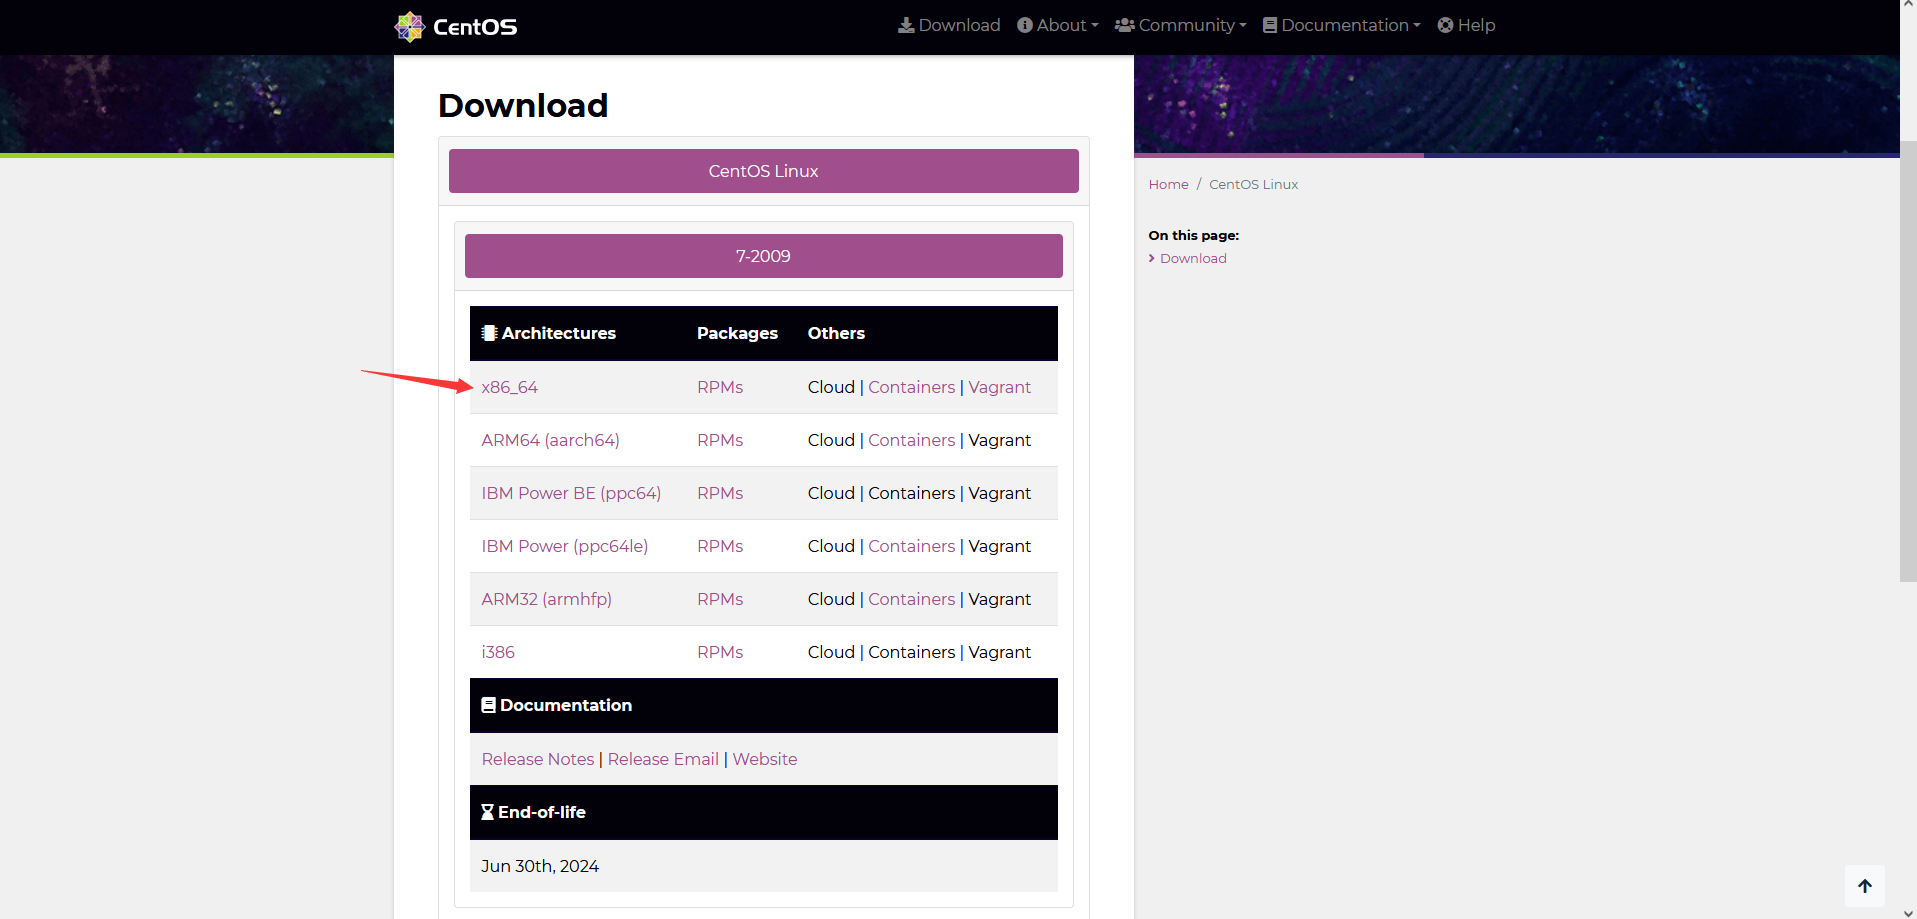 CentOS
Download About Community Documentation Help
Download
CentOS Linux
Home / CentOS Linux
On this page:
Download
7-2009
Architectures Packages Others
x86_64 RPMs Cloud | Containers | Vagrant
ARM64 (aarch64) RPMs Cloud | Containers | Vagrant
IBM Power BE (ppc64) RPMs Cloud | Containers | Vagrant
IBM Power (ppc64le) RPMs Cloud | Containers | Vagrant
ARM32 (armhfp) RPMs Cloud | Containers | Vagrant
i386 RPMs Cloud | Containers | Vagrant
Documentation
Release Notes | Release Email | Website
End-of-life
Jun 30th, 2024